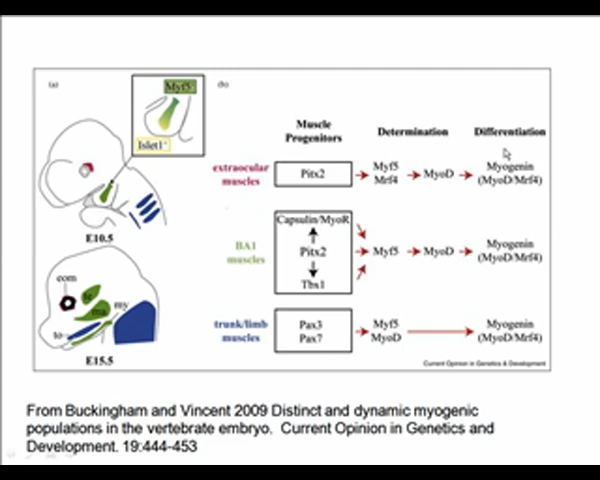 (a)
Myf5
Islet1+
E10.5
eom
te
ma
my
to
E15.5
(b)
Muscle
Progenitors
Determination
Differentiation
extraocular
muscles
Pitx2
Myf5
Mrf4
MyoD
Myogenin
(MyoD/Mrf4)
BA1
muscles
Capsulin/MyoR
Pitx2
Tbx1
Myf5
MyoD
Myogenin
(MyoD/Mrf4)
trunk/limb
muscles
Pax3
Pax7
Myf5
MyoD
Myogenin
(MyoD/Mrf4)
Current Opinion in Genetics & Development
From Buckingham and Vincent 2009 Distinct and dynamic myogenic
populations in the vertebrate embryo. Current Opinion in Genetics and
Development. 19:444-453